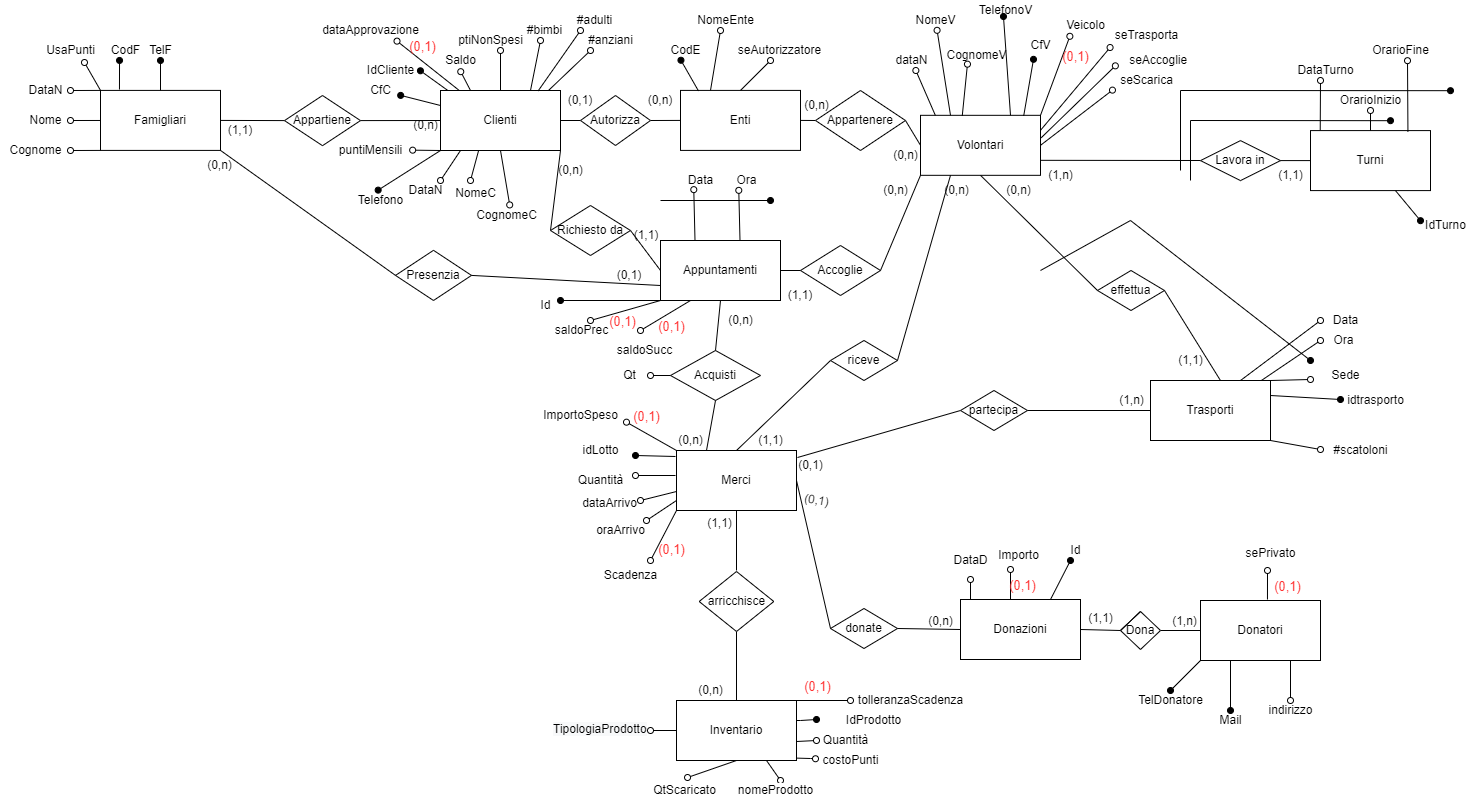 UsaPunti
CodF
TelF
DataN
Nome
Cognome
Famigliari
(1,1)
(0,n)
Appartiene
dataApprovazione
(0,1)
Saldo
ptiNonSpesi
#bimbi
#adulti
#anziani
IdCliente
CfC
(0,n)
Clienti
puntiMensili
Telefono
DataN
NomeC
CognomeC
(0,1)
(0,n)
Autorizza
(0,n)
NomeEnte
CodE
seAutorizzatore
Enti
(0,n)
Appartenere
(0,n)
NomeV
TelefonoV
Veicolo
(0,1)
dataN
CognomeV
CfV
seTrasporta
seAccoglie
seScarica
Volontari
(0,n)
(0,n)
(0,n)
(1,n)
Lavora in
(1,1)
OrarioFine
DataTurno
OrarioInizio
Turni
IdTurno
Richiesto da
(1,1)
Data
Ora
Presenzia
(0,1)
Appuntamenti
(1,1)
Accoglie
Id
saldoPrec
(0,1)
(0,1)
saldoSucc
(0,n)
effettua
(1,1)
Qt
Acquisti
riceve
Data
Ora
Sede
idtrasporto
#scatoloni
Trasporti
(1,n)
partecipa
ImportoSpeso
(0,1)
(0,n)
(1,1)
idLotto
Quantità
dataArrivo
oraArrivo
(0,1)
Scadenza
Merci
(0,1)
(0,1)
(1,1)
arricchisce
(0,n)
donate
(0,n)
DataD
Importo
(0,1)
Id
Donazioni
(1,1)
Dona
(1,n)
sePrivato
(0,1)
Donatori
TelDonatore
Mail
indirizzo
(0,1)
tolleranzaScadenza
TipologiaProdotto
Inventario
IdProdotto
Quantità
costoPunti
QtScaricato
nomeProdotto